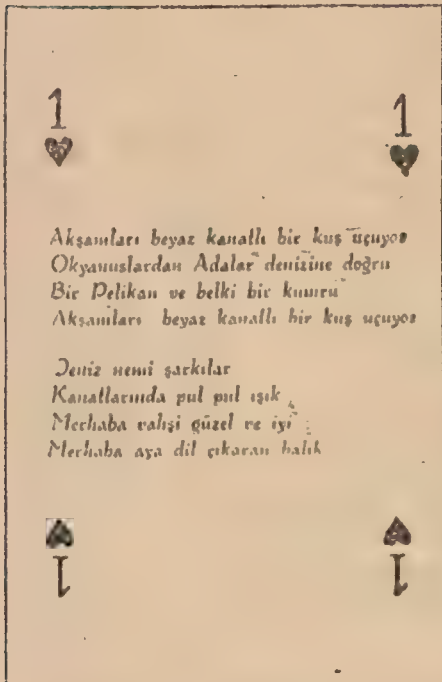 1 1
Akşamları beyaz kanatlı bir kuş uçuyor
Okyanuslardan Adalar denizine doğru
Bir Pelikan ve belki bir kumru
Akşamları beyaz kanatlı bir kuş uçuyor
Deniz nemi şarkılar
Kanatlarında pul pul ışık
Merhaba vahşi güzel ve iyi
Merhaba aya dil çıkaran balık
1 1